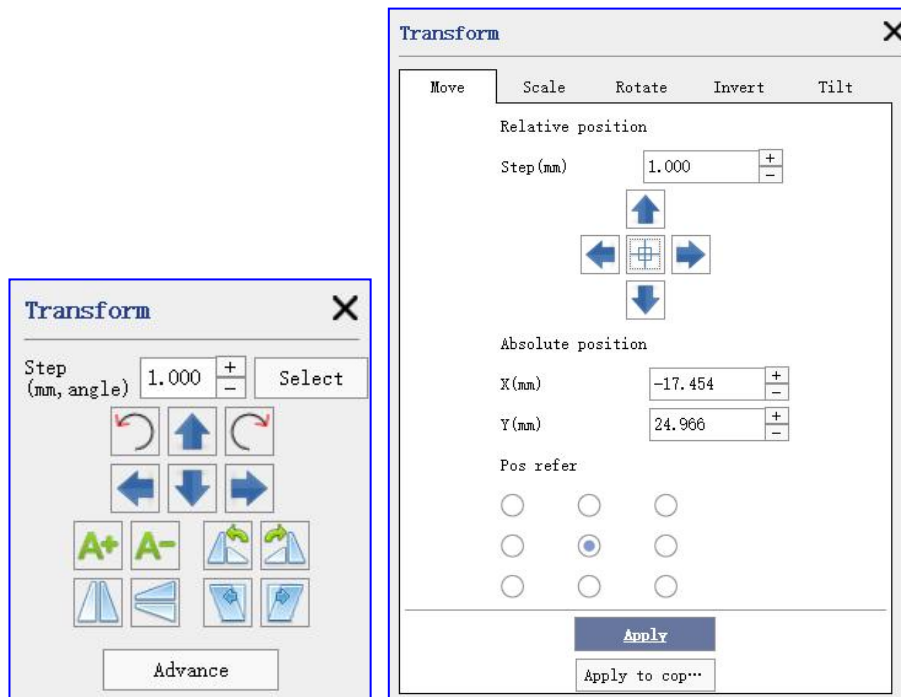 Transform
Step
(mm, angle)
1.000
+
-
Select
A+
A-
Advance
Transform
Move Scale Rotate Invert Tilt
Relative position
Step(mm) 1.000
+
-
Absolute position
X(mm) -17.454
+
-
Y(mm) 24.966
+
-
Pos refer
Apply
Apply to cop…